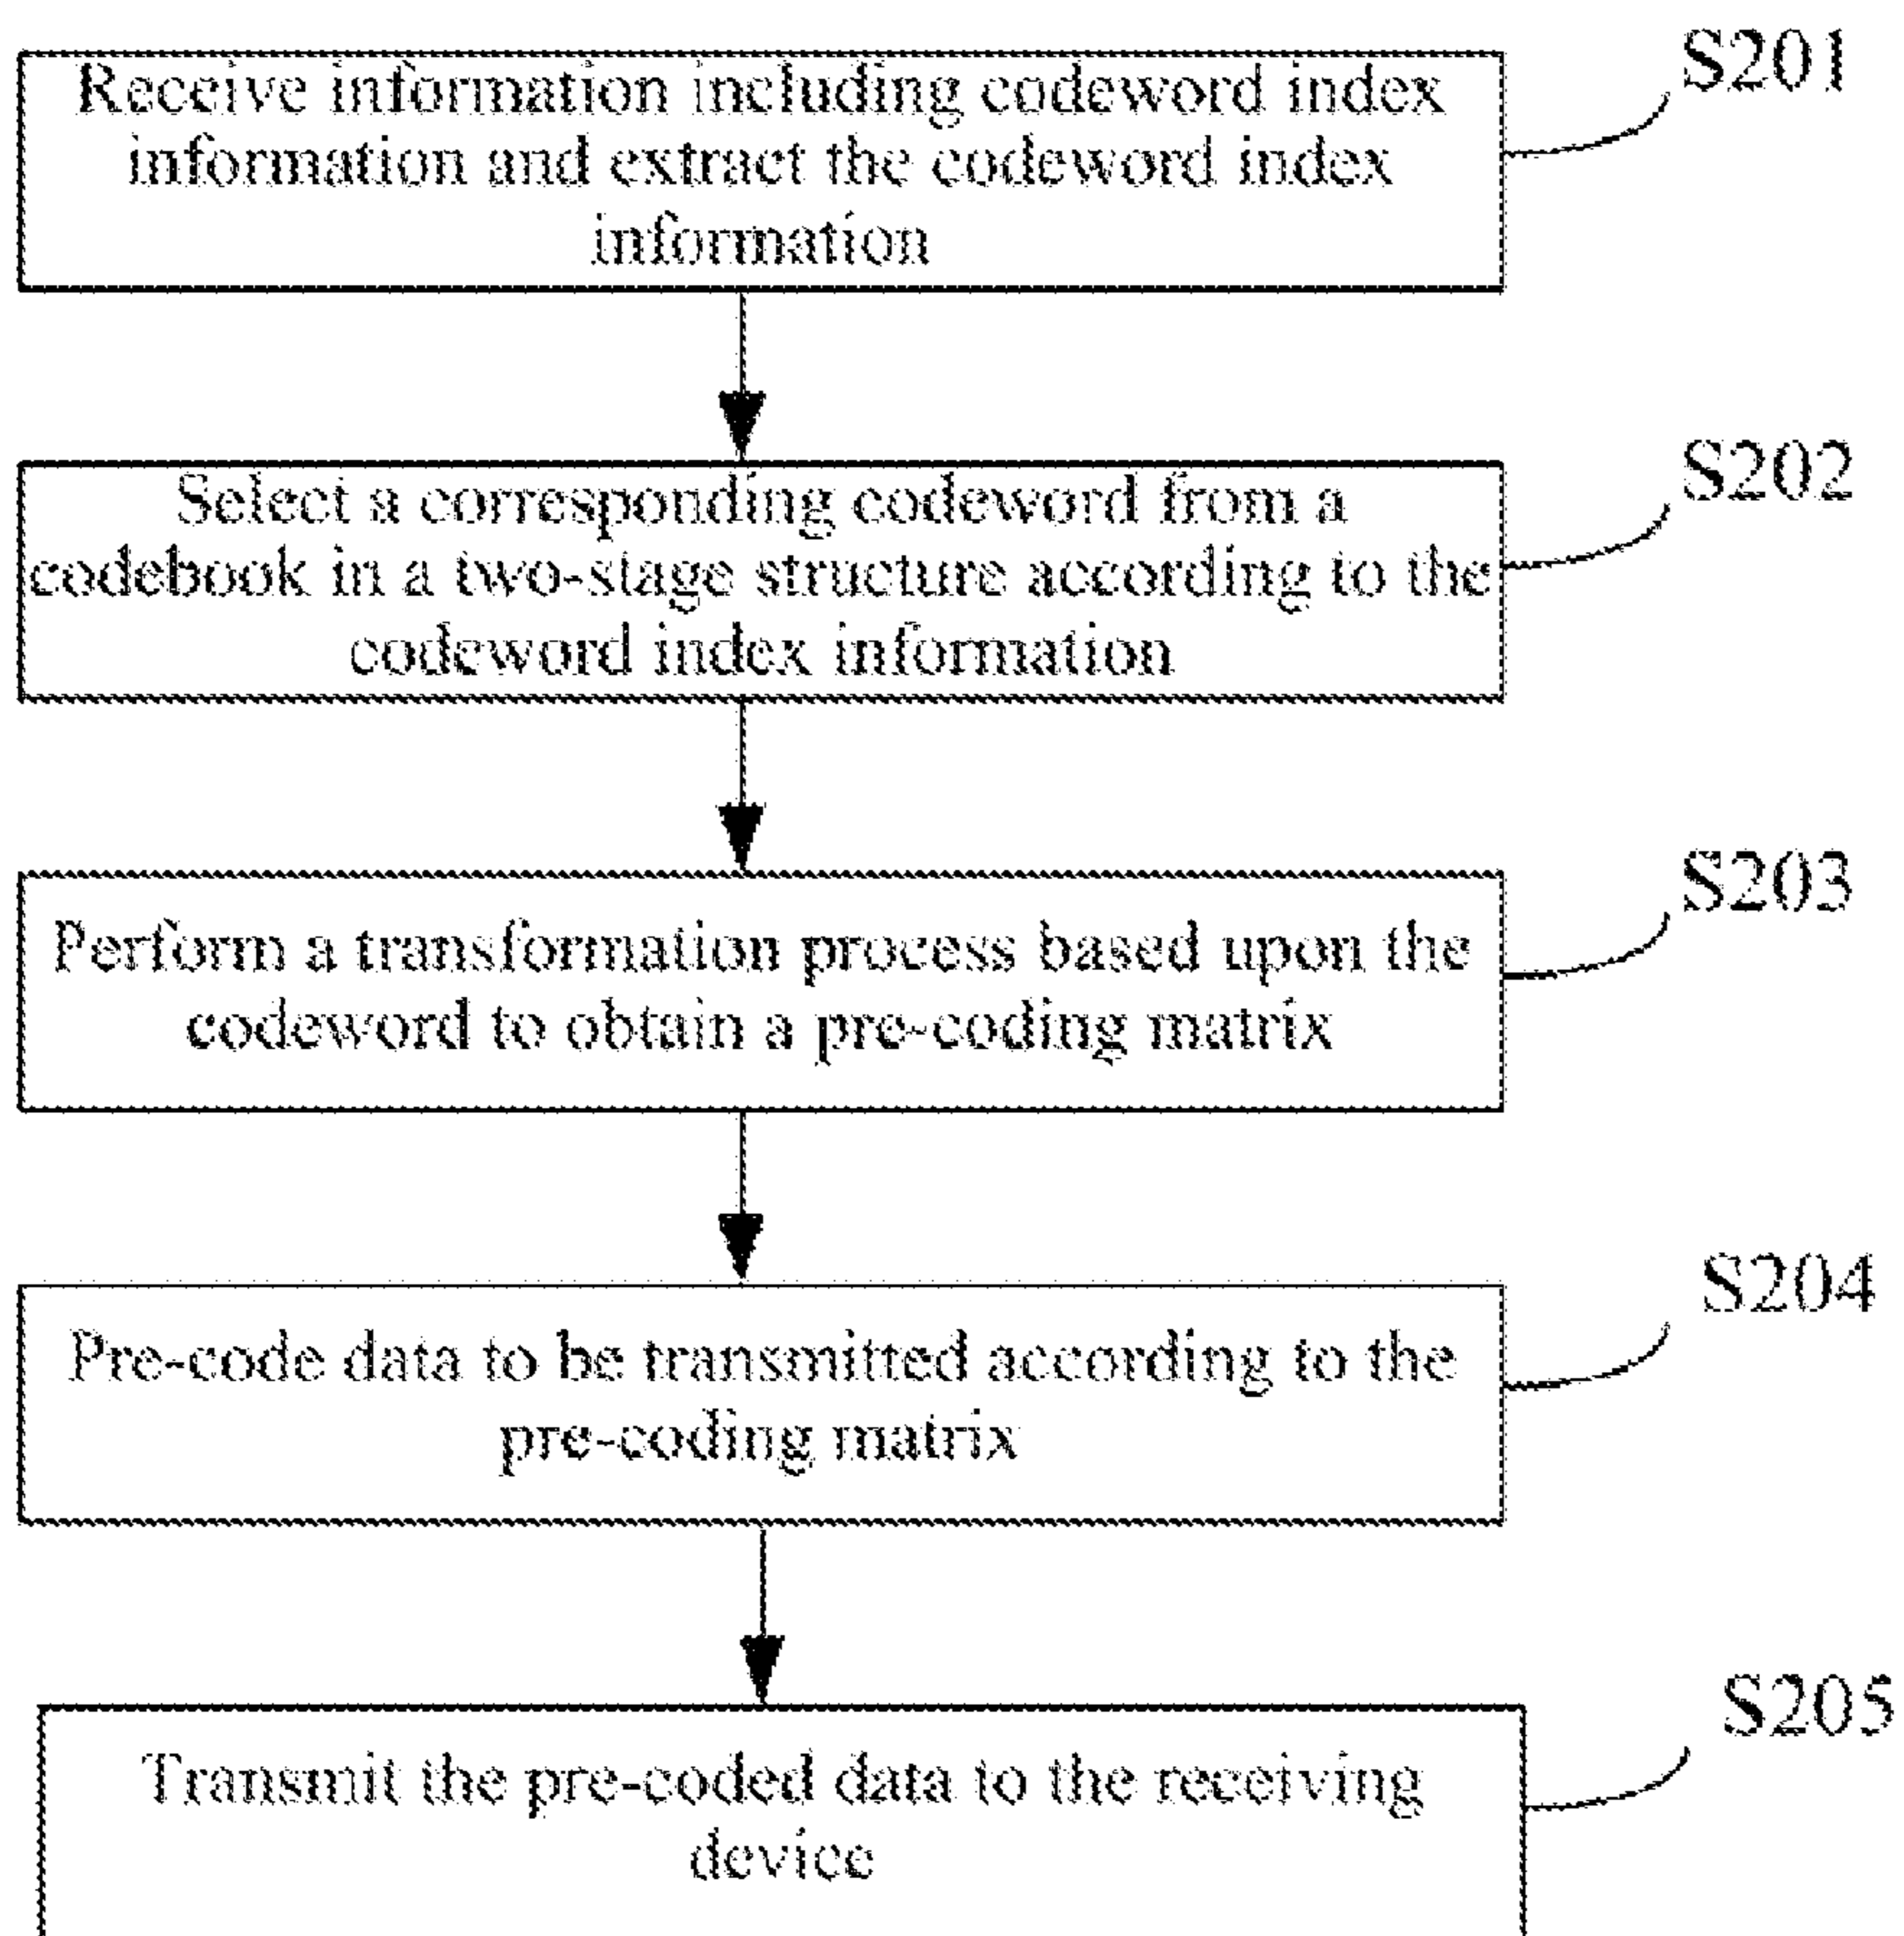 S201
Receive information including codeword index
information and extract the codeword index
information
S202
Select a corresponding codeword from a
codebook in a two-stage structure according to the
codeword index information
S203
Perform a transformation process based upon the
codeword to obtain a pre-coding matrix
S204
Pre-code data to be transmitted according to the
pre-coding matrix
S205
Transmit the pre-coded data to the receiving
device